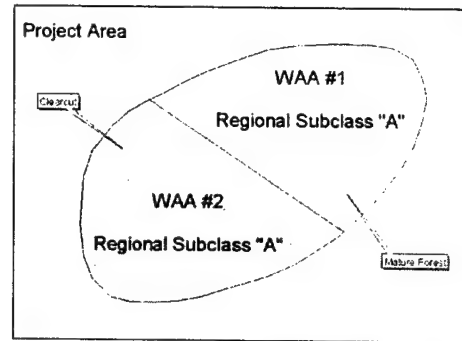 Project Area
WAA #1
Clearcut
Regional Subclass "A"
WAA #2
Regional Subclass "A"
Mature Forest